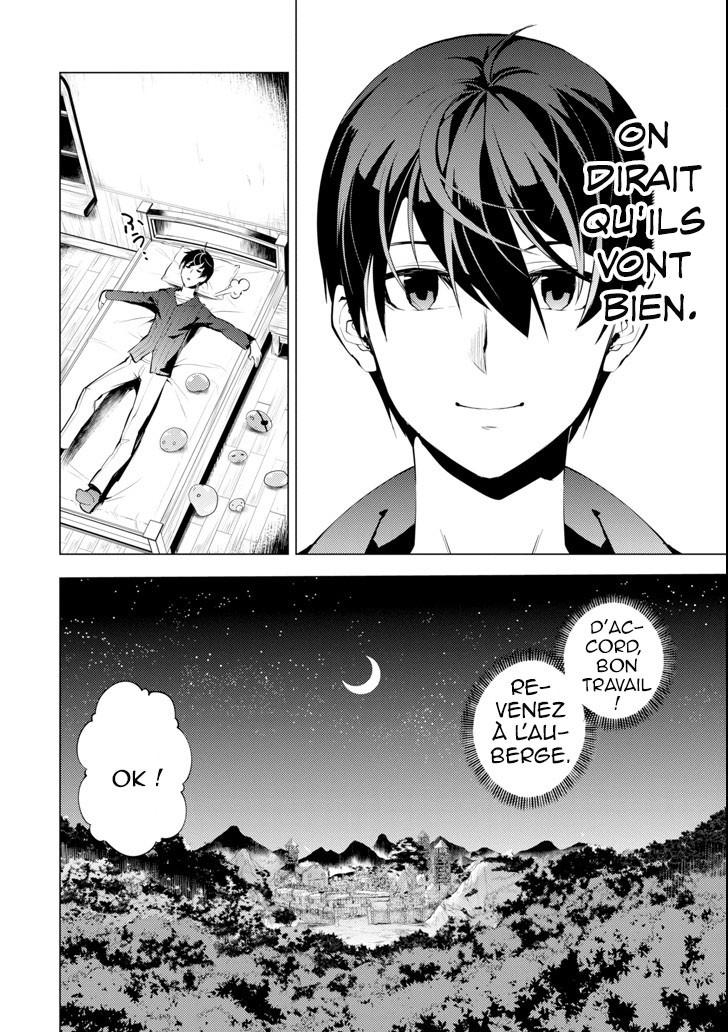 ON
DIRAIT
QU'ILS
VONT
BIEN.
D'AC-
CORD,
BON
TRAVAIL
!
RE-
VENEZ
À L'AU-
BERGE.
OK !